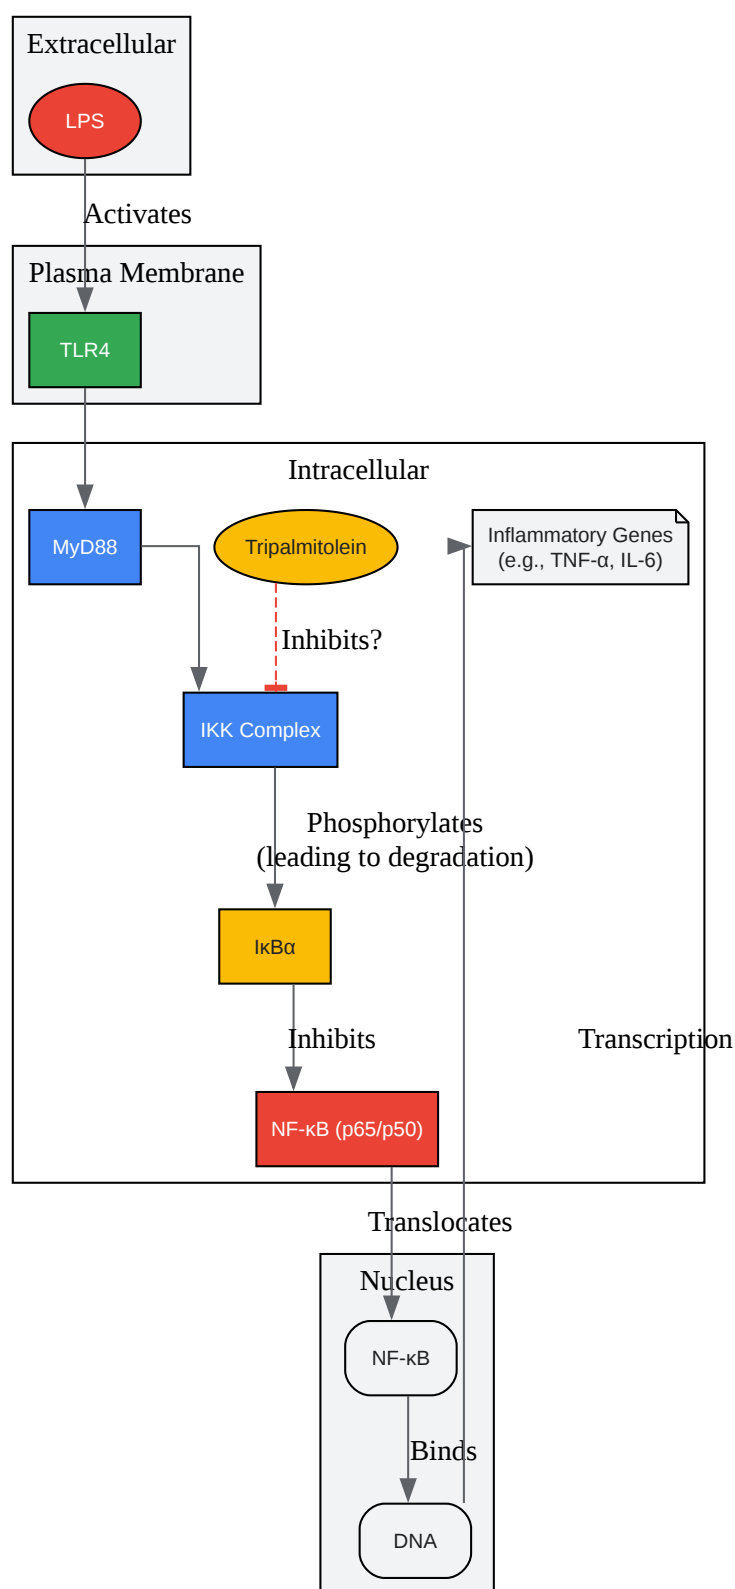 Extracellular
LPS
Activates
Plasma Membrane
TLR4
Intracellular
MyD88
Tripalmitolein
Inflammatory Genes
(e.g., TNF-α, IL-6)
Inhibits?
IKK Complex
Phosphorylates
(leading to degradation)
IκBα
Inhibits
Transcription
NF-κB (p65/p50)
Translocates
Nucleus
NF-κB
Binds
DNA